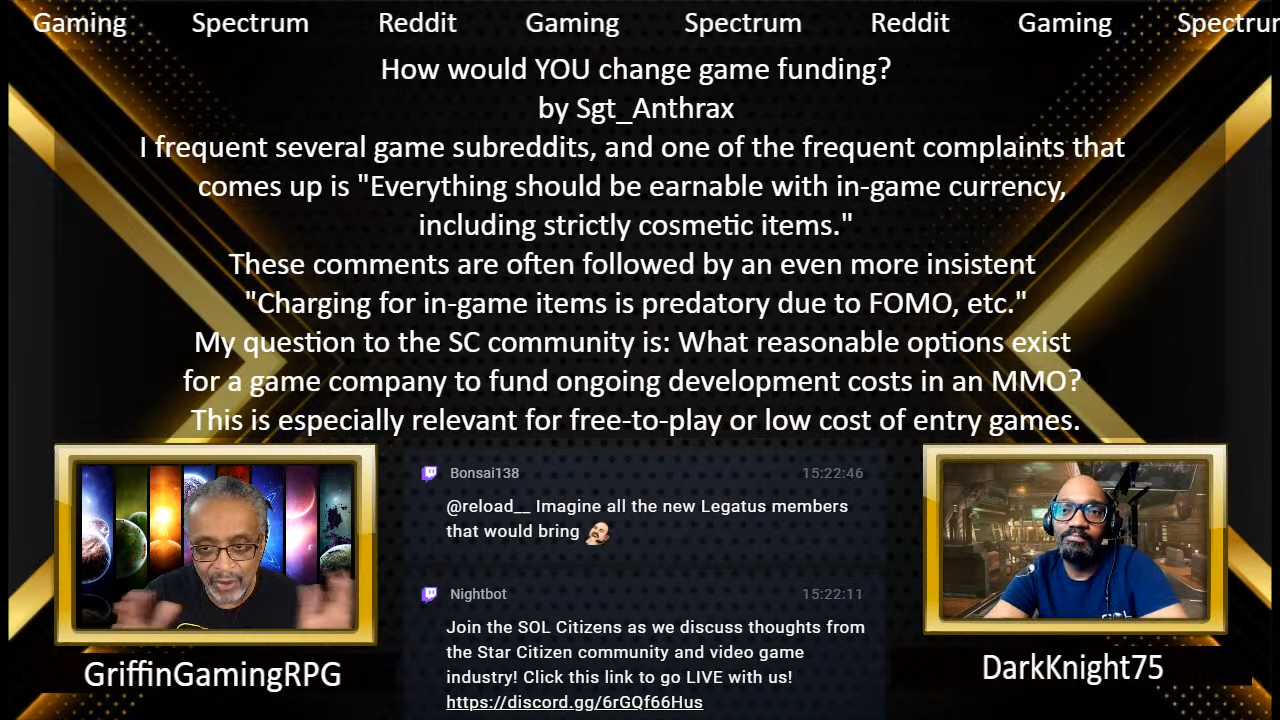 Gaming Spectrum Reddit Gaming Spectrum Reddit Gaming Spectrum
How would YOU change game funding?
by Sgt_Anthrax
I frequent several game subreddits, and one of the frequent complaints that
comes up is "Everything should be earnable with in-game currency,
including strictly cosmetic items."
These comments are often followed by an even more insistent
"Charging for in-game items is predatory due to FOMO, etc."
My question to the SC community is: What reasonable options exist
for a game company to fund ongoing development costs in an MMO?
This is especially relevant for free-to-play or low cost of entry games.
Bonsai138 15:22:46
@reload__ Imagine all the new Legatus members
that would bring
Nightbot 15:22:11
Join the SOL Citizens as we discuss thoughts from
the Star Citizen community and video game
industry! Click this link to go LIVE with us!
https://discord.gg/6rGQf66Hus
GriffinGamingRPG
DarkKnight75